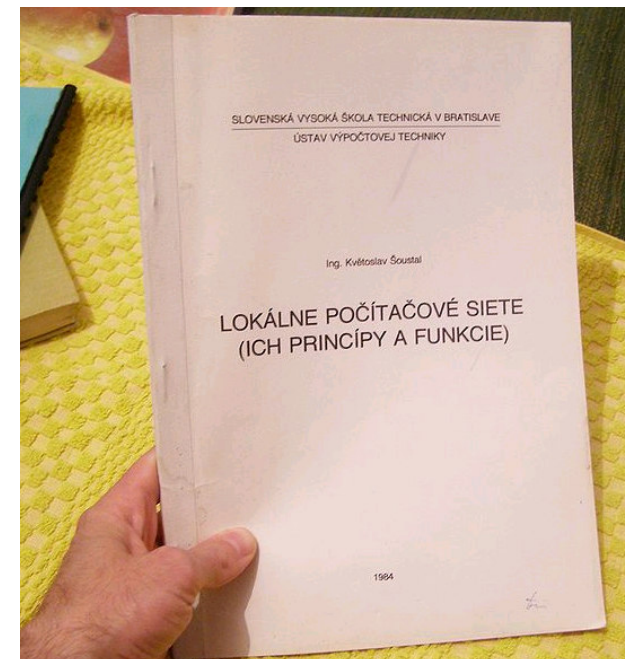 SLOVENSKÁ VYSOKÁ ŠKOLA TECHNICKÁ V BRATISLAVE
ÚSTAV VÝPOČTOVEJ TECHNIKY
Ing. Květoslav Šoustal
LOKÁLNE POČÍTAČOVÉ SIETE
(ICH PRINCÍPY A FUNKCIE)
1984